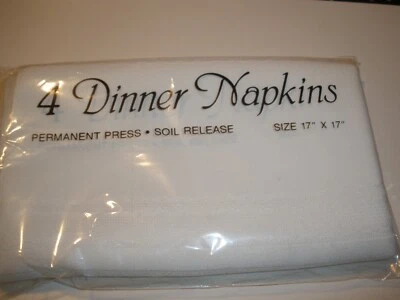 4 Dinner Napkins
PERMANENT PRESS • SOIL RELEASE SIZE 17" X 17"